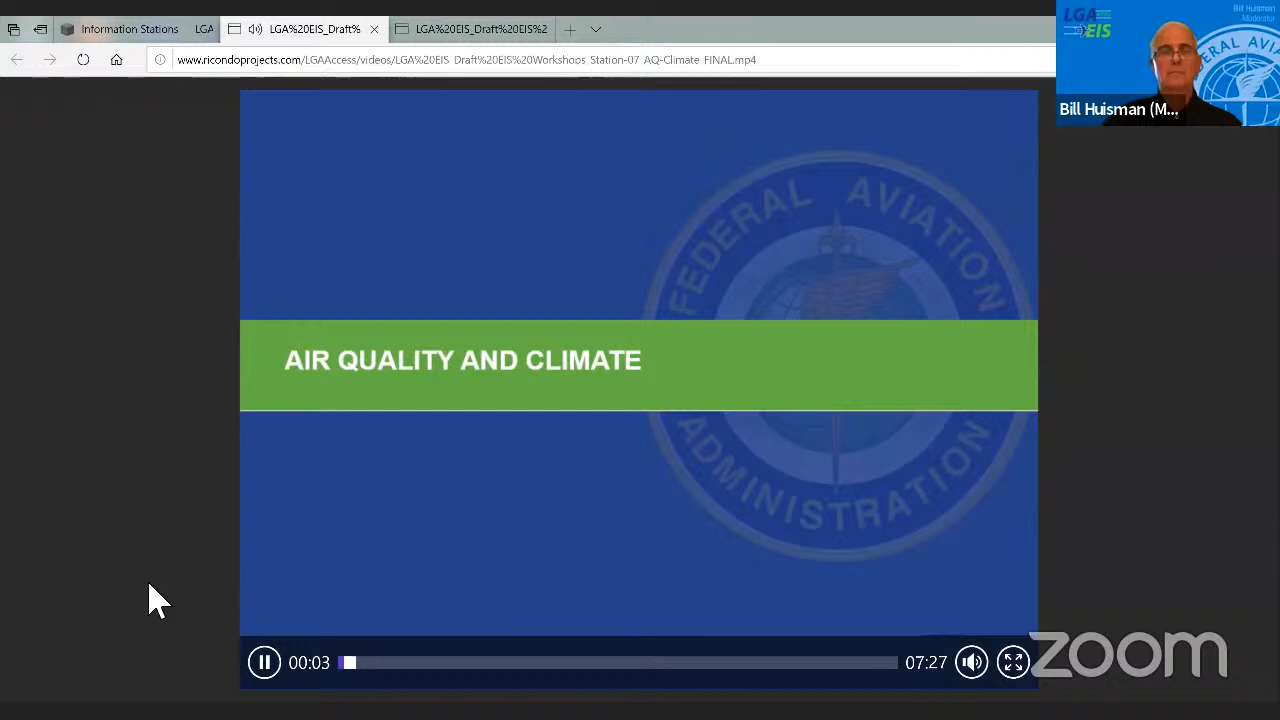 Information Stations
LGA
LGA%20EIS_Draft%
LGA%20EIS_Draft%20EIS%2
www.ricondoprojects.com/LGAAccess/videos/LGA%20EIS_Draft%20EIS%20Workshops_Station-07_AQ-Climate_FINAL.mp4
Bill Huisman
Moderator
LGA
EIS
FEDERAL AVIA
Bill Huisman (M...
FEDERAL AVIATION
AIR QUALITY AND CLIMATE
ADMINISTRATION
00:03
07:27
zoom